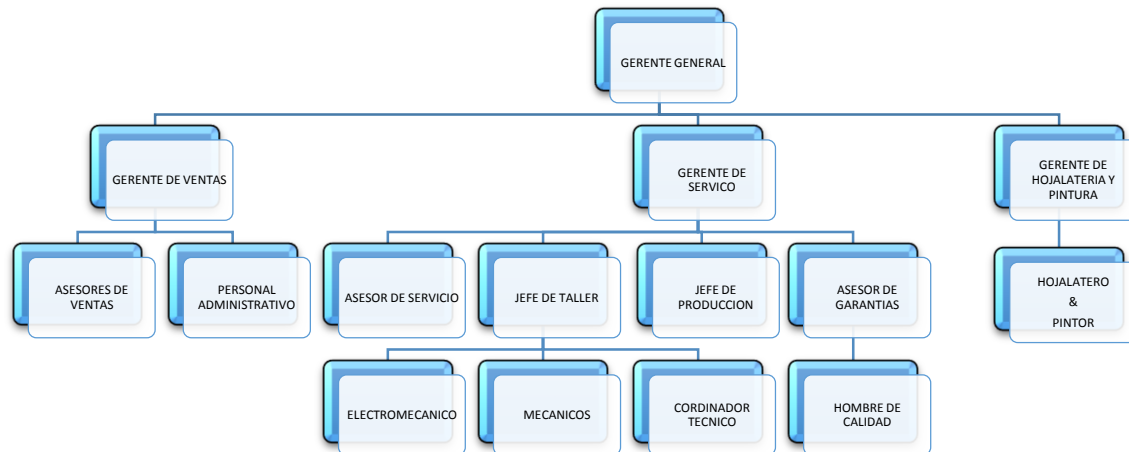 GERENTE GENERAL
GERENTE DE VENTAS
GERENTE DE
SERVICO
GERENTE DE
HOJALATERIA Y
PINTURA
ASESORES DE
VENTAS
PERSONAL
ADMINISTRATIVO
ASESOR DE SERVICIO
JEFE DE TALLER
JEFE DE
PRODUCCION
ASESOR DE
GARANTIAS
HOJALATERO
&
PINTOR
ELECTROMECANICO
MECANICOS
CORDINADOR
TECNICO
HOMBRE DE
CALIDAD